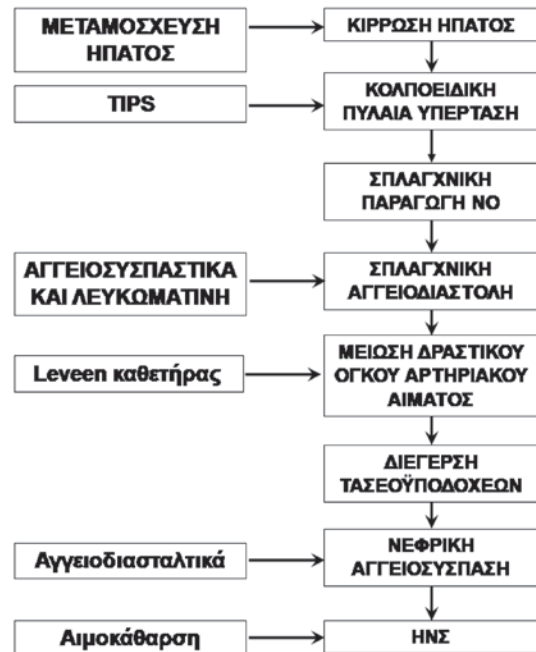 ΜΕΤΑΜΟΣΧΕΥΣΗ
ΗΠΑΤΟΣ
ΚΙΡΡΩΣΗ ΗΠΑΤΟΣ
TIPS
ΚΟΛΠΟΕΙΔΙΚΗ
ΠΥΛΑΙΑ ΥΠΕΡΤΑΣΗ
ΣΠΛΑΓΧΝΙΚΗ
ΠΑΡΑΓΩΓΗ ΝΟ
ΑΓΓΕΙΟΣΥΣΠΑΣΤΙΚΑ
ΚΑΙ ΛΕΥΚΩΜΑΤΙΝΗ
ΣΠΛΑΓΧΝΙΚΗ
ΑΓΓΕΙΟΔΙΑΣΤΟΛΗ
Leveen καθετήρας
ΜΕΙΩΣΗ ΔΡΑΣΤΙΚΟΥ
ΟΓΚΟΥ ΑΡΤΗΡΙΑΚΟΥ
ΑΙΜΑΤΟΣ
ΔΙΕΓΕΡΣΗ
ΤΑΣΕΟΫΠΟΔΟΧΕΩΝ
Αγγειοδιασταλτικά
ΝΕΦΡΙΚΗ
ΑΓΓΕΙΟΣΥΣΠΑΣΗ
Αιμοκάθαρση
ΗΝΣ